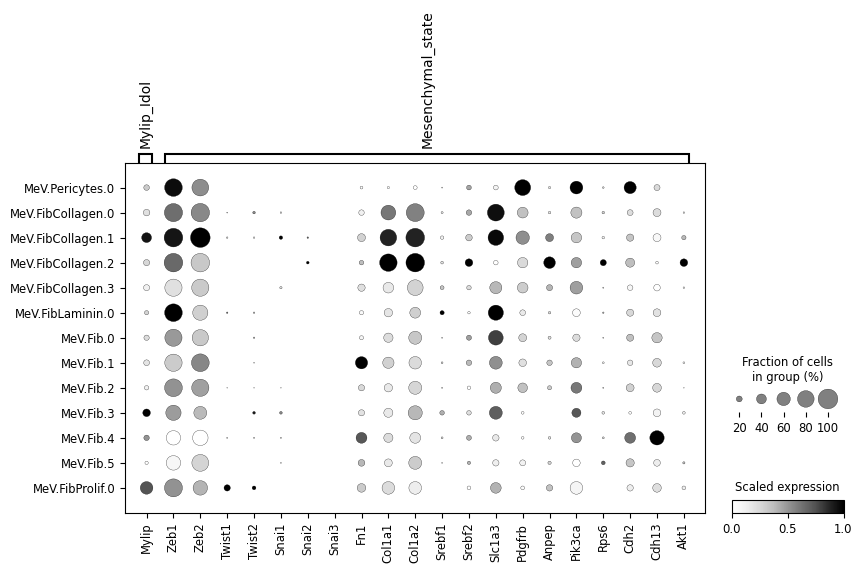 Mylip_Idol
Mesenchymal_state
MeV.Pericytes.0
MeV.FibCollagen.0
MeV.FibCollagen.1
MeV.FibCollagen.2
MeV.FibCollagen.3
MeV.FibLaminin.0
MeV.Fib.0
MeV.Fib.1
MeV.Fib.2
MeV.Fib.3
MeV.Fib.4
MeV.Fib.5
MeV.FibProlif.0
Mylip
Zeb1
Zeb2
Twist1
Twist2
Snai1
Snai2
Snai3
Fn1
Col1a1
Col1a2
Srebf1
Srebf2
Slc1a3
Pdgfrb
Anpep
Pik3ca
Rps6
Cdh2
Cdh13
Akt1
Fraction of cells
in group (%)
20 40 60 80 100
Scaled expression
0.0 0.5 1.0